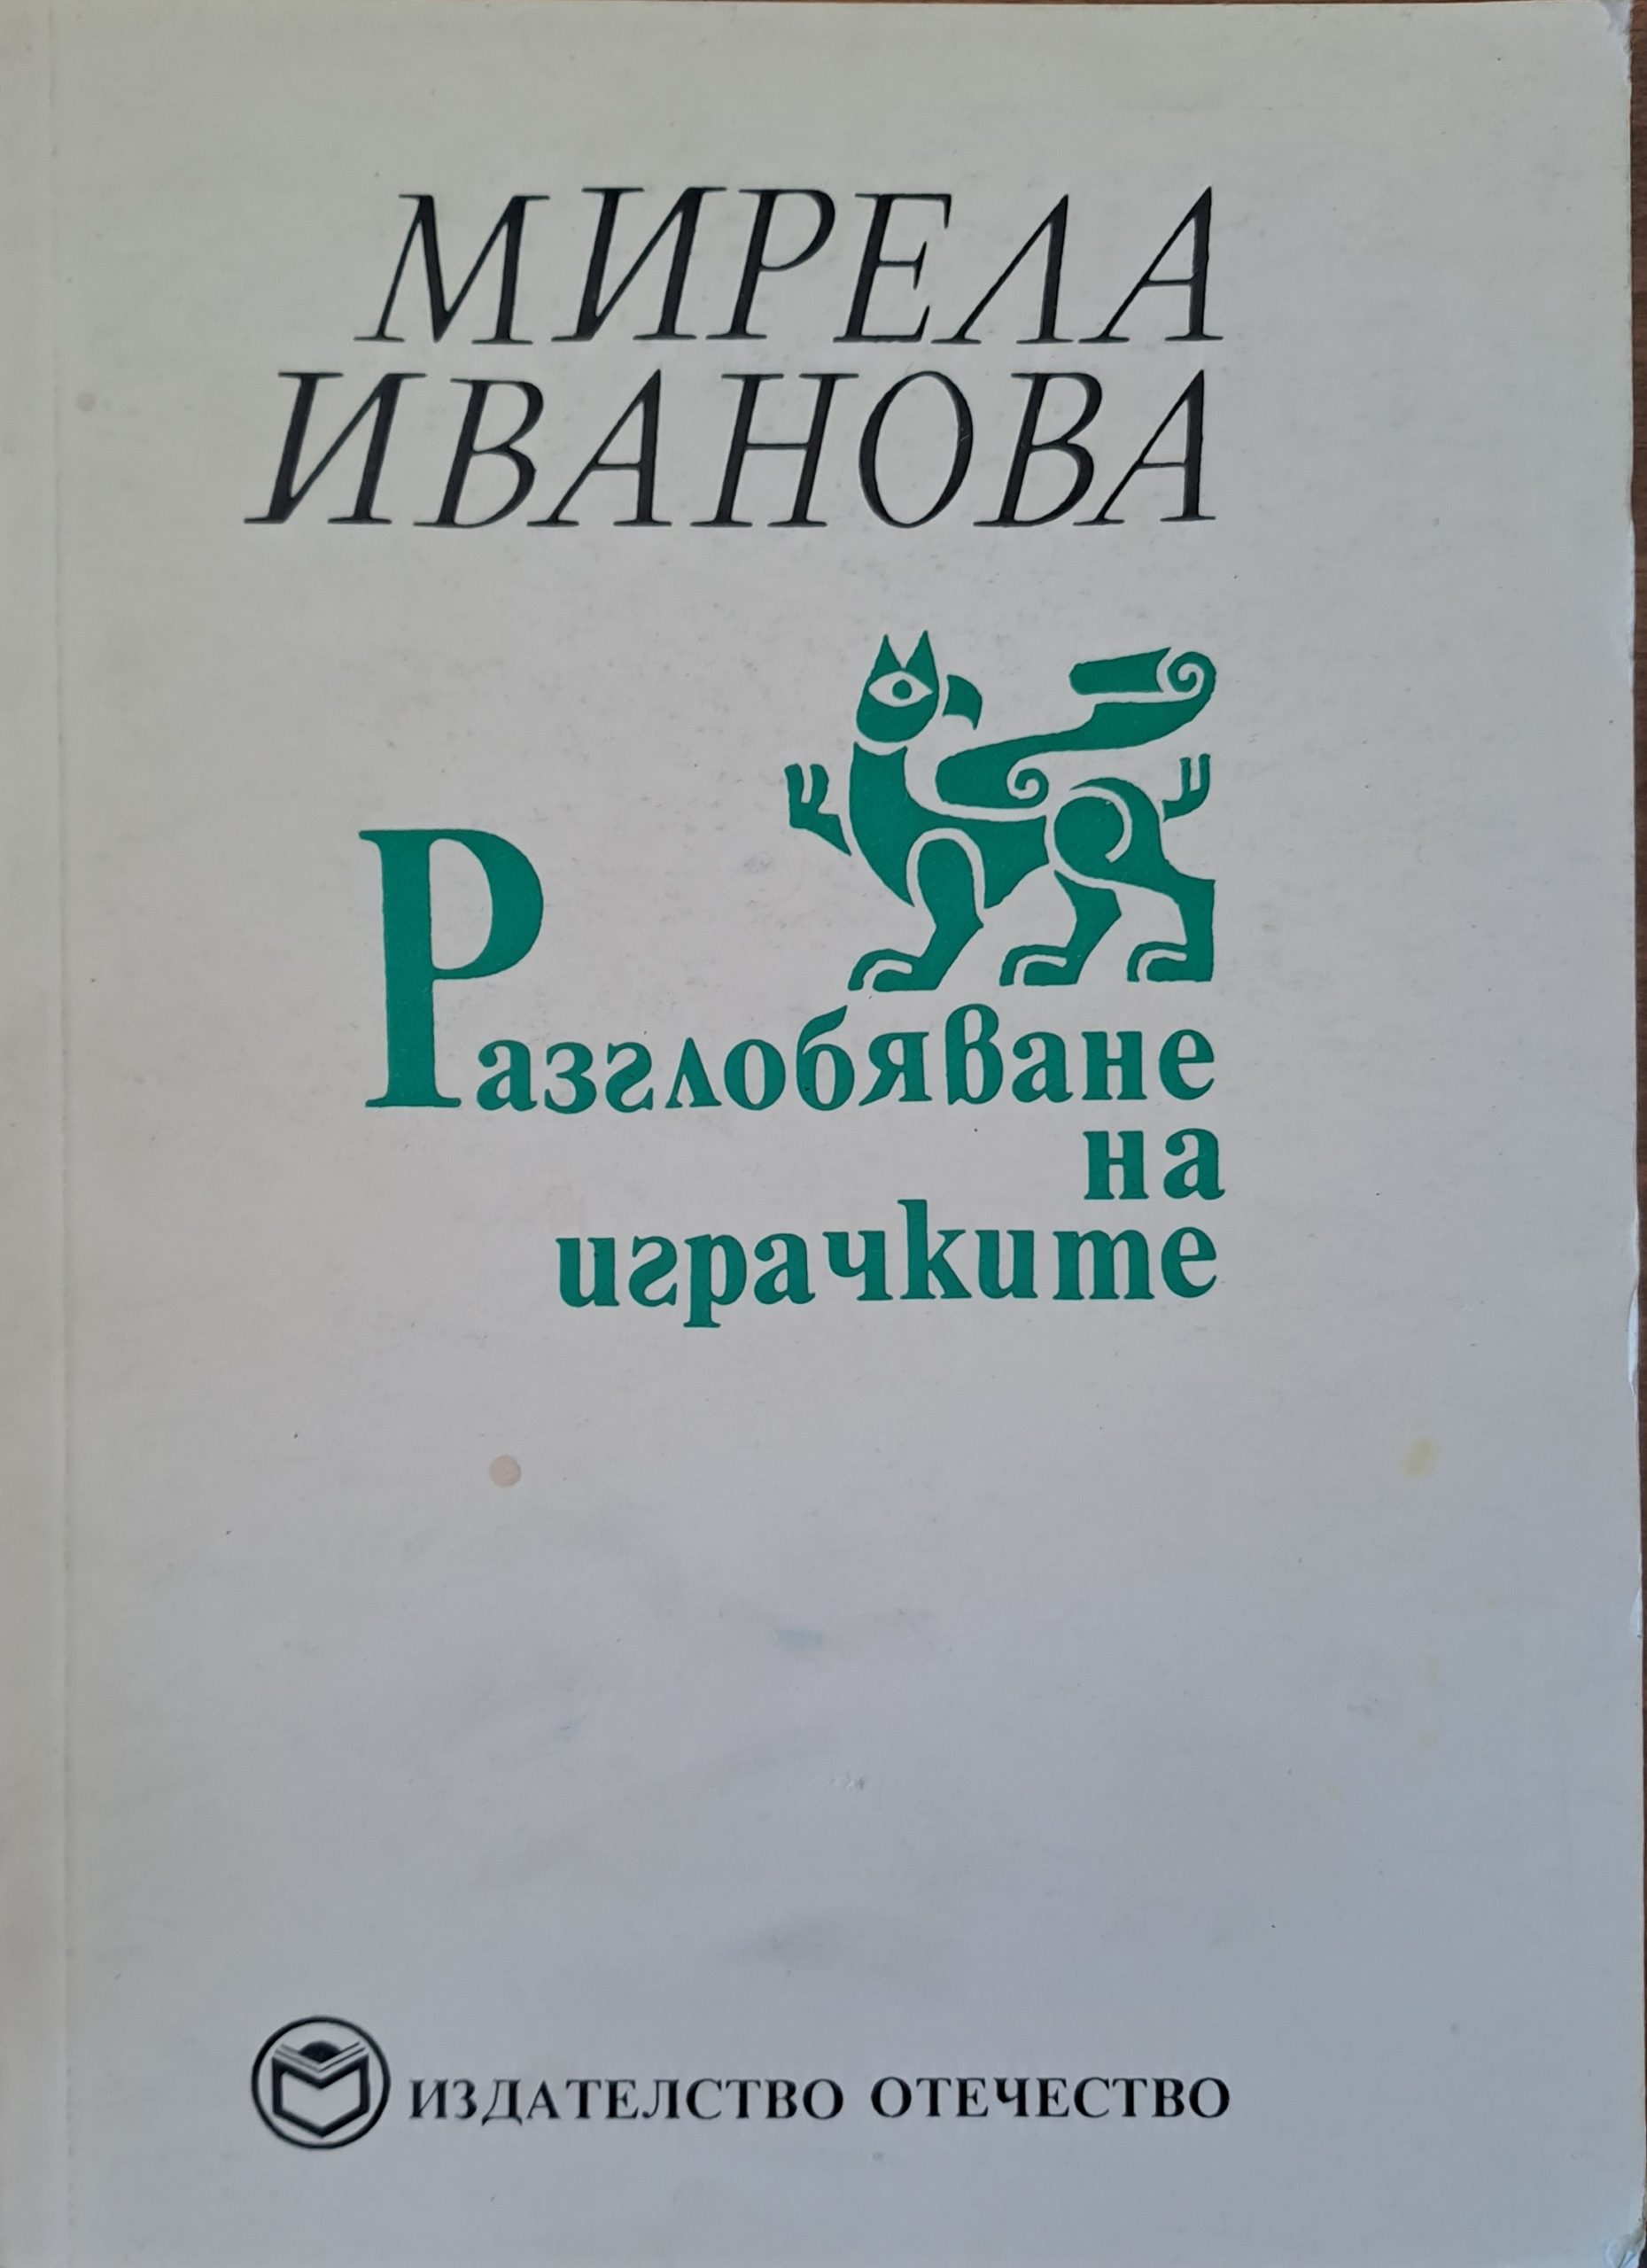 МИРЕЛА
ИВАНОВА
Разглобяване
на
играчките
ИЗДАТЕЛСТВО ОТЕЧЕСТВО